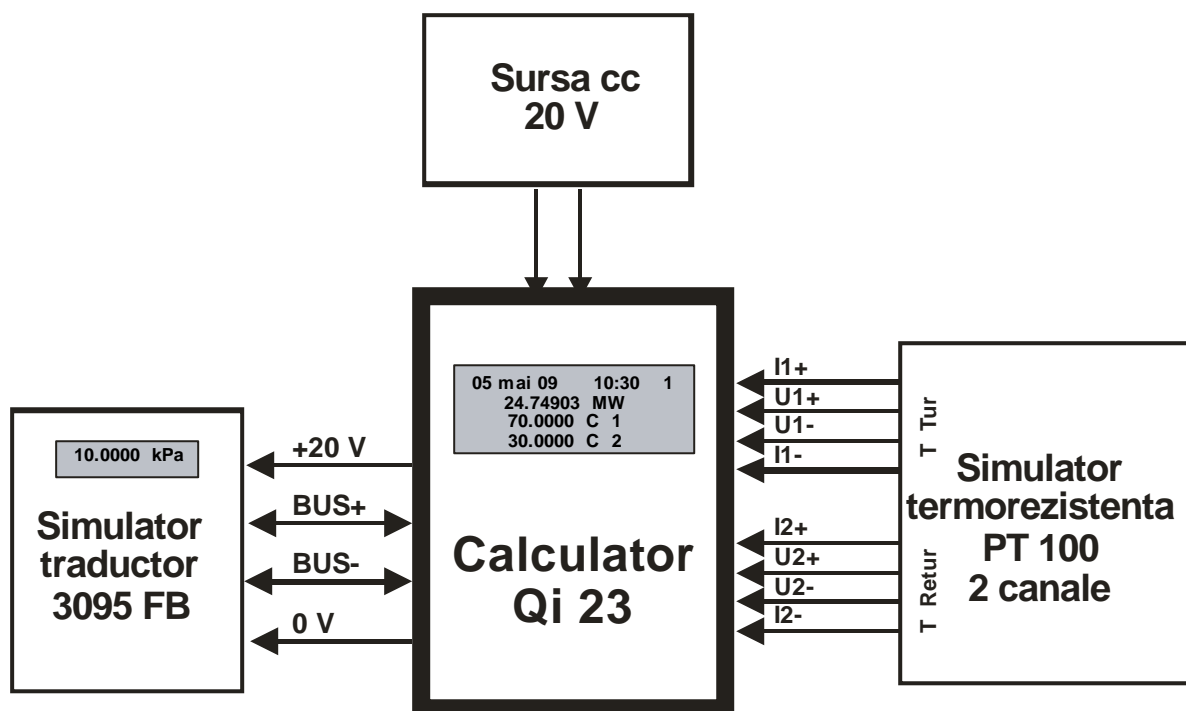 Sursa cc
20 V
05 mai 09 10:30 1
24.74903 MW
70.0000 C 1
30.0000 C 2
Calculator
Qi 23
10.0000 kPa
Simulator
traductor
3095 FB
+20 V
BUS+
BUS-
0 V
I1+
U1+
U1-
I1-
I2+
U2+
U2-
I2-
T Tur
T Retur
Simulator
termorezistenta
PT 100
2 canale